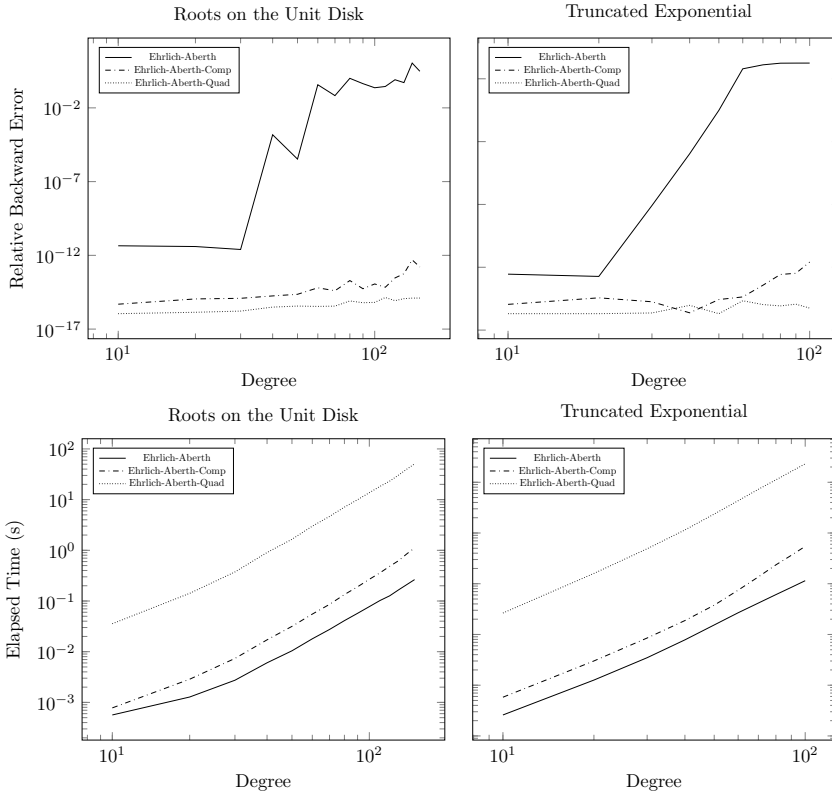 Roots on the Unit Disk
Truncated Exponential
Ehrlich-Aberth
Ehrlich-Aberth-Comp
Ehrlich-Aberth-Quad
Ehrlich-Aberth
Ehrlich-Aberth-Comp
Ehrlich-Aberth-Quad
Relative Backward Error
10^{-2}
10^{-7}
10^{-12}
10^{-17}
10^1
10^2
10^1
10^2
Degree
Degree
Roots on the Unit Disk
Truncated Exponential
Ehrlich-Aberth
Ehrlich-Aberth-Comp
Ehrlich-Aberth-Quad
Ehrlich-Aberth
Ehrlich-Aberth-Comp
Ehrlich-Aberth-Quad
Elapsed Time (s)
10^2
10^1
10^0
10^{-1}
10^{-2}
10^{-3}
10^1
10^2
10^1
10^2
Degree
Degree